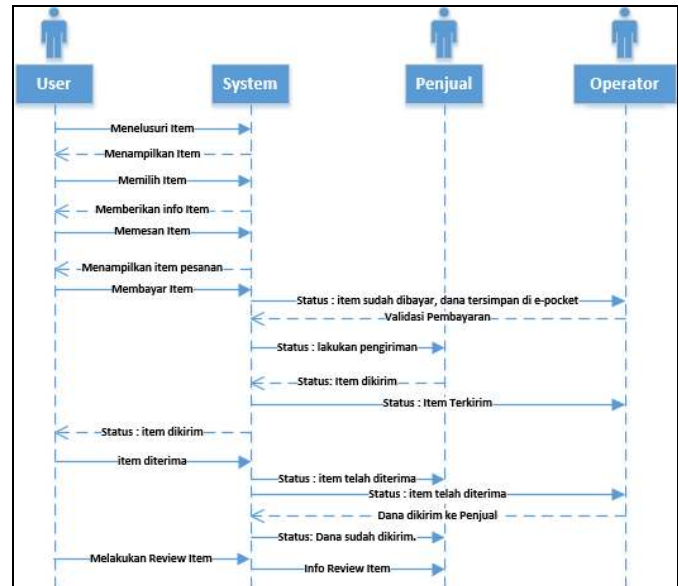 User
System
Penjual
Operator
Menelusuri Item
Menampilkan Item
Memilih Item
Memberikan info Item
Memesan Item
Menampilkan item pesanan
Membayar Item
Status : item sudah dibayar, dana tersimpan di e-pocket
Validasi Pembayaran
Status : lakukan pengiriman
Status: Item dikirim
Status : Item Terkirim
Status : item dikirim
item diterima
Status : item telah diterima
Status : item telah diterima
Dana dikirim ke Penjual
Status: Dana sudah dikirim.
Melakukan Review Item
Info Review Item